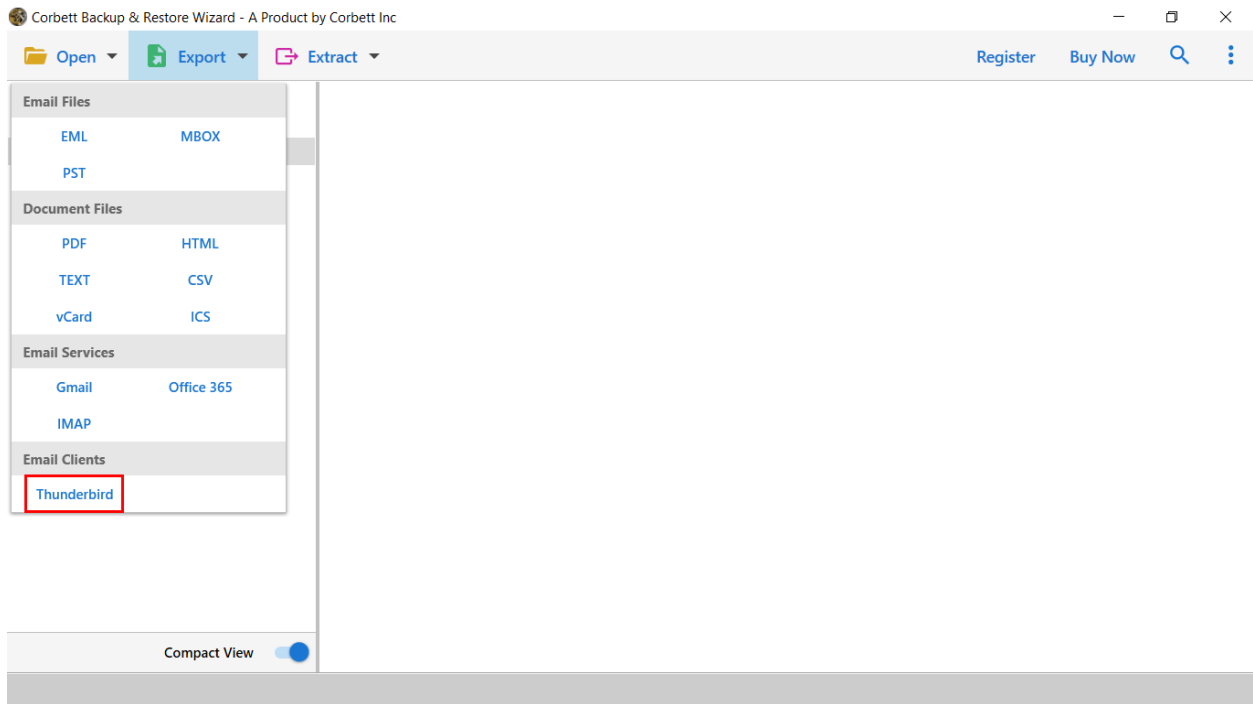 Corbett Backup & Restore Wizard - A Product by Corbett Inc
Open Export Extract Register Buy Now
Email Files
EML MBOX
PST
Document Files
PDF HTML
TEXT CSV
vCard ICS
Email Services
Gmail Office 365
IMAP
Email Clients
Thunderbird
Compact View